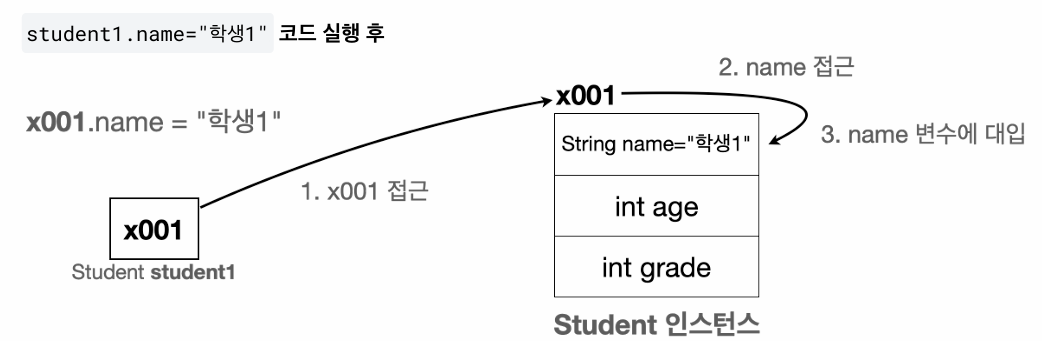 student1.name="학생1" 코드 실행 후
2. name 접근
x001
x001.name = "학생1"
String name="학생1"
3. name 변수에 대입
1. x001 접근
int age
x001
Student student1
int grade
Student 인스턴스